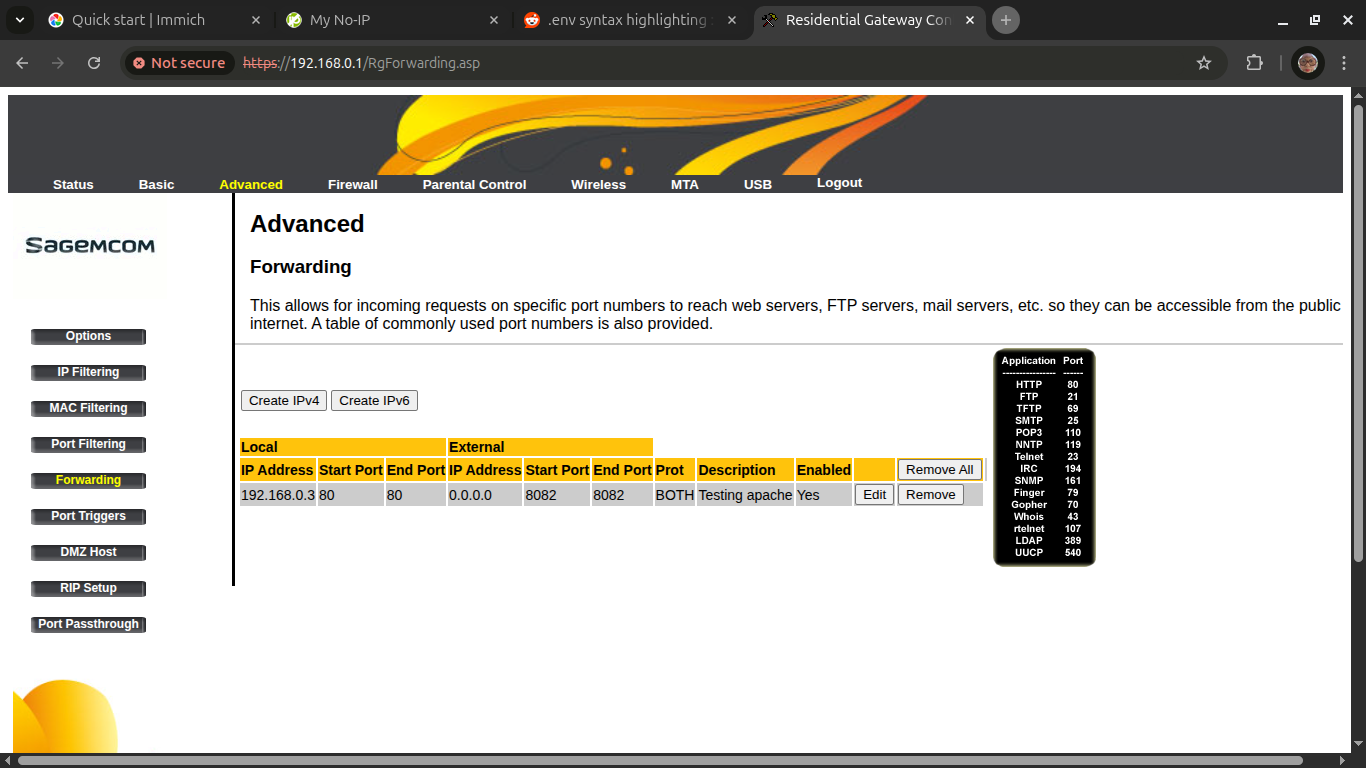 Quick start | Immich
My No-IP
.env syntax highlighting
Residential Gateway Con
Not secure https://192.168.0.1/RgForwarding.asp
Status Basic Advanced Firewall Parental Control Wireless MTA USB Logout
SAGEMCOM
Options
IP Filtering
MAC Filtering
Port Filtering
Forwarding
Port Triggers
DMZ Host
RIP Setup
Port Passthrough
Advanced
Forwarding
This allows for incoming requests on specific port numbers to reach web servers, FTP servers, mail servers, etc. so they can be accessible from the public
internet. A table of commonly used port numbers is also provided.
Create IPv4 Create IPv6
Local External
IP Address Start Port End Port IP Address Start Port End Port Prot Description Enabled Remove All
192.168.0.3 80 80 0.0.0.0 8082 8082 BOTH Testing apache Yes Edit Remove
Application Port
---------------- ------
HTTP 80
FTP 21
TFTP 69
SMTP 25
POP3 110
NNTP 119
Telnet 23
IRC 194
SNMP 161
Finger 79
Gopher 70
Whois 43
rtelnet 107
LDAP 389
UUCP 540